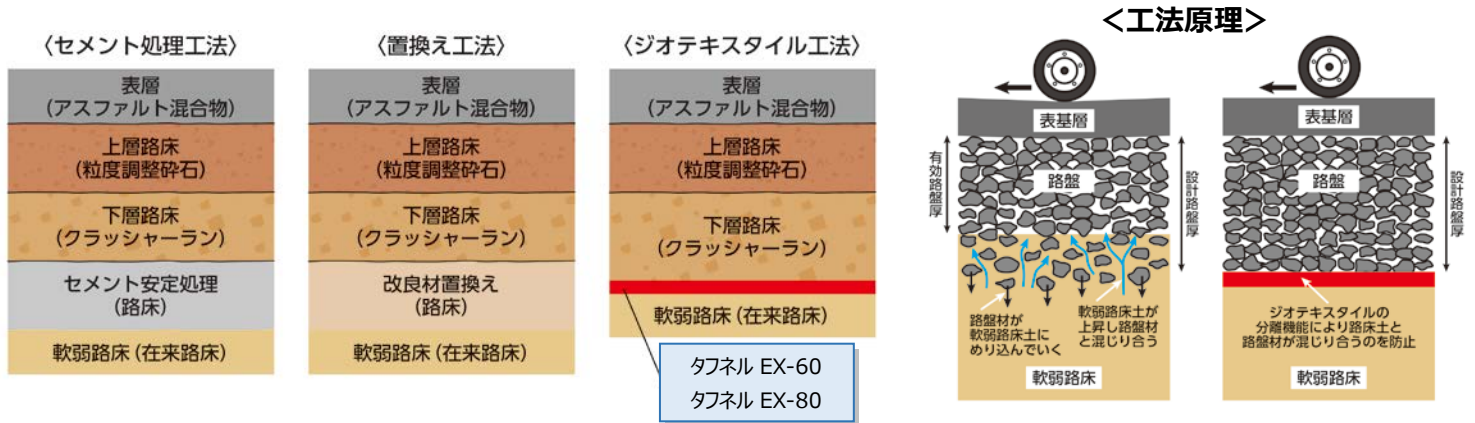 〈セメント処理工法〉
表層
(アスファルト混合物)
上層路床
(粒度調整砕石)
下層路床
(クラッシャーラン)
セメント安定処理
(路床)
軟弱路床(在来路床)
〈置換え工法〉
表層
(アスファルト混合物)
上層路床
(粒度調整砕石)
下層路床
(クラッシャーラン)
改良材置換え
(路床)
軟弱路床(在来路床)
〈ジオテキスタイル工法〉
表層
(アスファルト混合物)
上層路床
(粒度調整砕石)
下層路床
(クラッシャーラン)
軟弱路床(在来路床)
タフネル EX-60
タフネル EX-80
<工法原理>
表基層
有効路盤厚
路盤
設計路盤厚
路盤材が
軟弱路床土に
めり込んでいく
軟弱路床土が
上昇し路盤材
と混じり合う
軟弱路床
表基層
路盤
設計路盤厚
ジオテキスタイルの
分離機能により路床土と
路盤材が混じり合うのを防止
軟弱路床